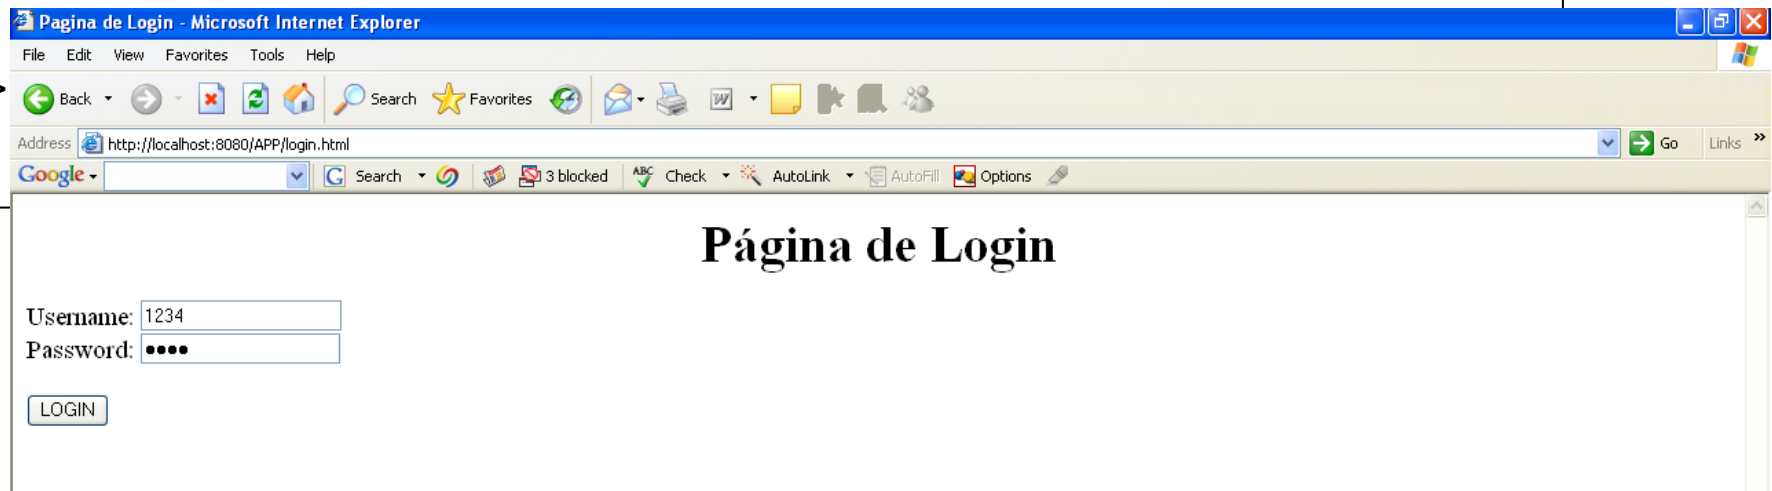 Pagina de Login - Microsoft Internet Explorer
File Edit View Favorites Tools Help
Back Search Favorites W
Address http://localhost:8080/APP/login.html Go Links »
Google G Search 3 blocked ABC Check AutoLink AutoFill Options
Página de Login
Username: 1234
Password: ••••
LOGIN